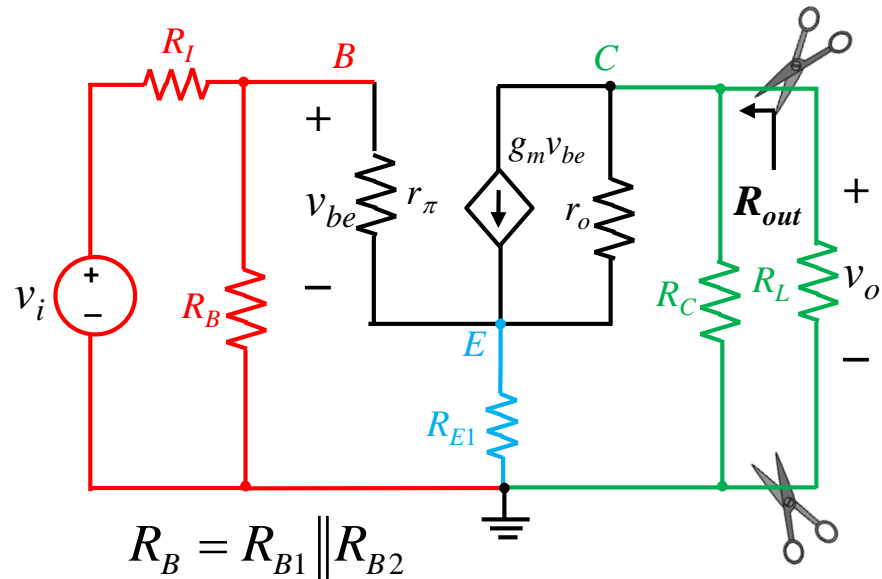 R_I
B
C
+
g_m v_be
+
v_be
r_π
r_o
R_out
+
−
v_i
R_B
−
R_C
R_L
v_o
−
E
R_E1
R_B = R_B1 ‖ R_B2